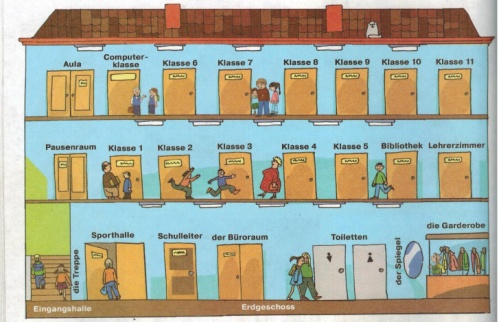 Aula
Computer-
klasse
Klasse 6
Klasse 7
Klasse 8
Klasse 9
Klasse 10
Klasse 11
Pausenraum
Klasse 1
Klasse 2
Klasse 3
Klasse 4
Klasse 5
Bibliothek
Lehrerzimmer
die Treppe
Sporthalle
Schulleiter
der Büroraum
Toiletten
der Spiegel
die Garderobe
Eingangshalle
Erdgeschoss